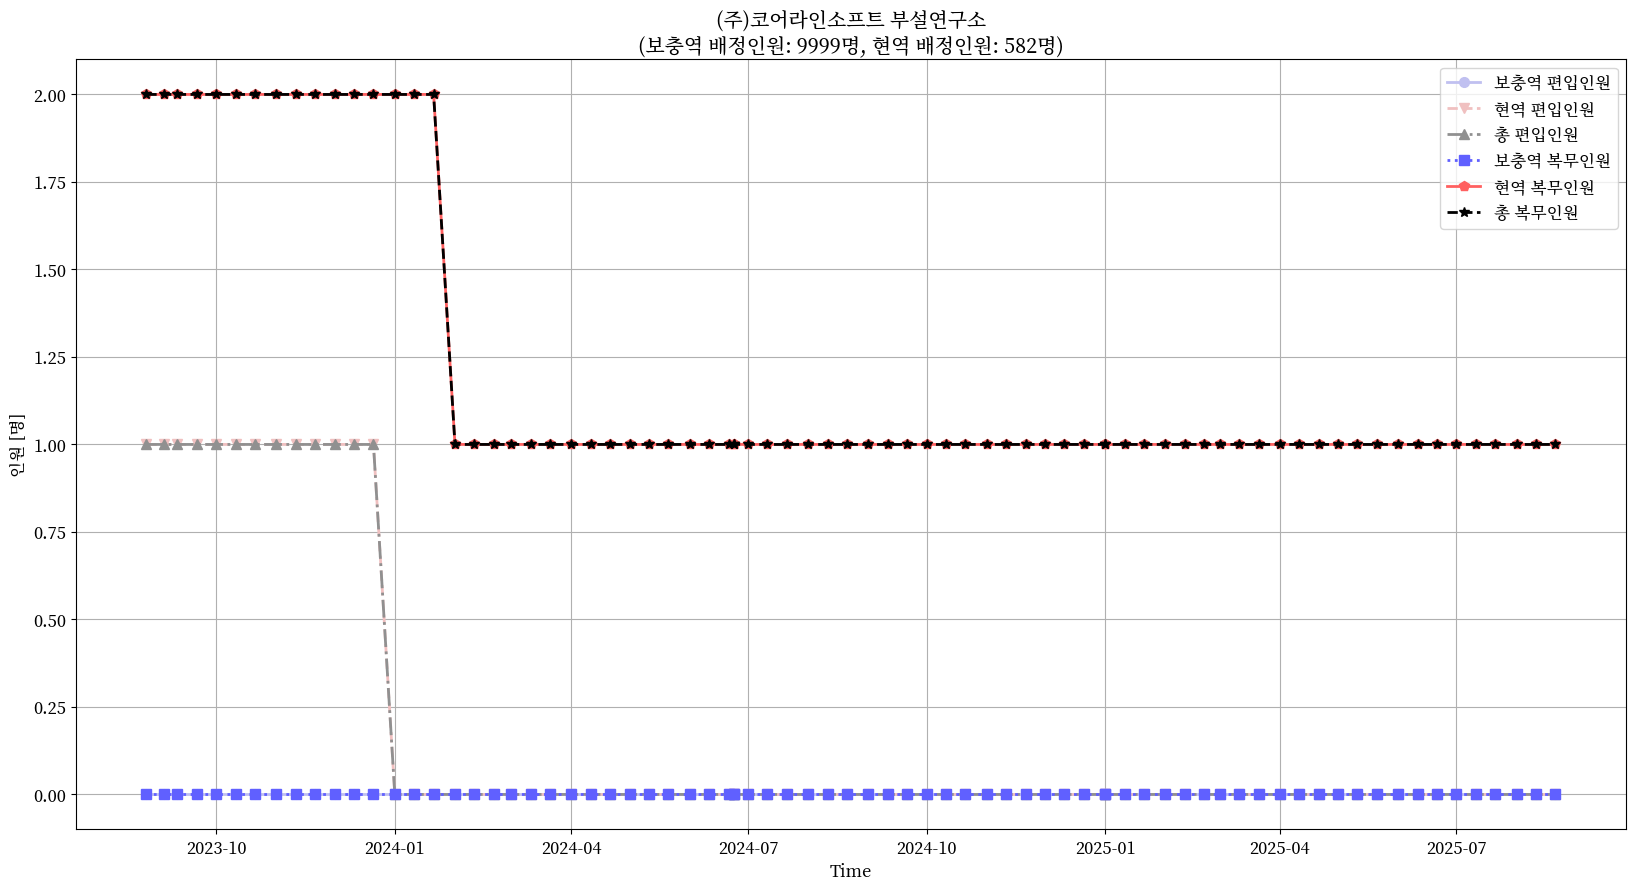 (주)코어라인소프트 부설연구소
(보충역 배정인원: 9999명, 현역 배정인원: 582명)
보충역 편입인원
현역 편입인원
총 편입인원
보충역 복무인원
현역 복무인원
총 복무인원
인원 [명]
2.00
1.75
1.50
1.25
1.00
0.75
0.50
0.25
0.00
2023-10
2024-01
2024-04
2024-07
2024-10
2025-01
2025-04
2025-07
Time